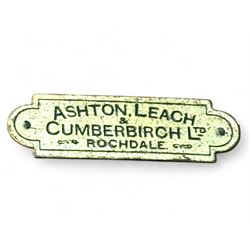 ASHTON, LEACH
&
CUMBERBIRCH LTD
ROCHDALE